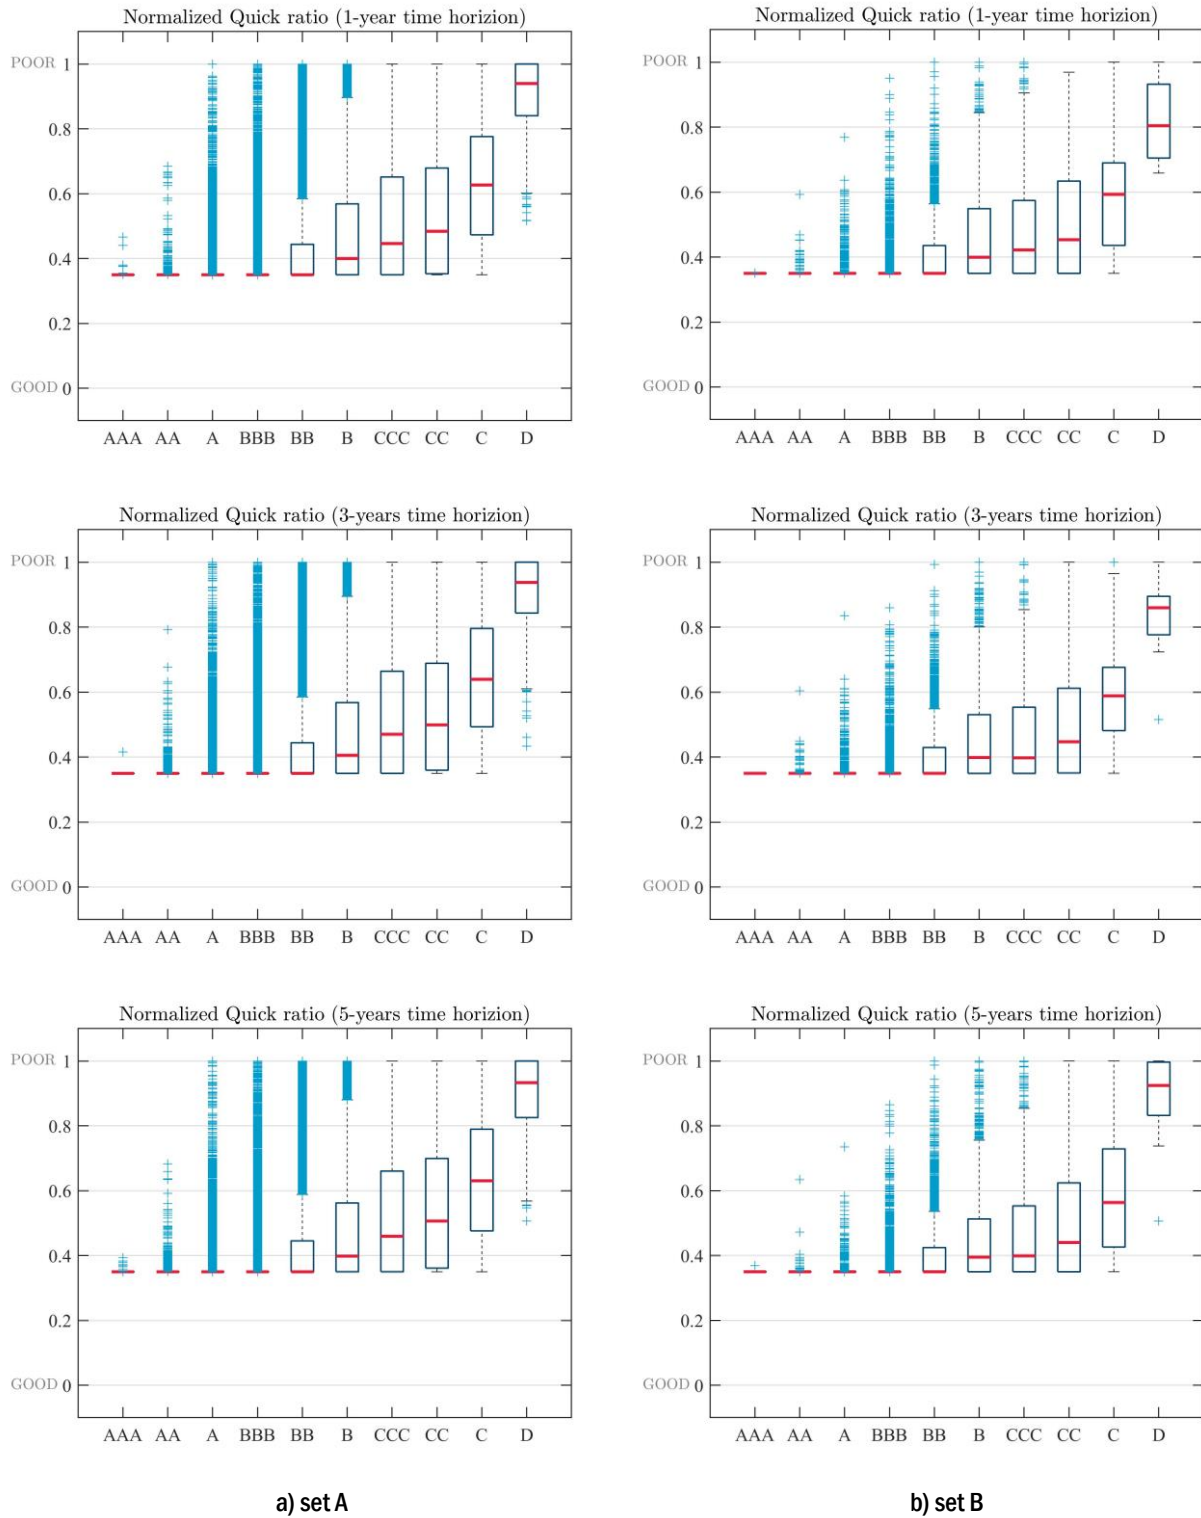 Normalized Quick ratio (1-year time horizion)
POOR 1
0.8
0.6
0.4
0.2
GOOD 0
AAA AA A BBB BB B CCC CC C D
Normalized Quick ratio (1-year time horizion)
POOR 1
0.8
0.6
0.4
0.2
GOOD 0
AAA AA A BBB BB B CCC CC C D
Normalized Quick ratio (3-years time horizion)
POOR 1
0.8
0.6
0.4
0.2
GOOD 0
AAA AA A BBB BB B CCC CC C D
Normalized Quick ratio (3-years time horizion)
POOR 1
0.8
0.6
0.4
0.2
GOOD 0
AAA AA A BBB BB B CCC CC C D
Normalized Quick ratio (5-years time horizion)
POOR 1
0.8
0.6
0.4
0.2
GOOD 0
AAA AA A BBB BB B CCC CC C D
Normalized Quick ratio (5-years time horizion)
POOR 1
0.8
0.6
0.4
0.2
GOOD 0
AAA AA A BBB BB B CCC CC C D
a) set A
b) set B